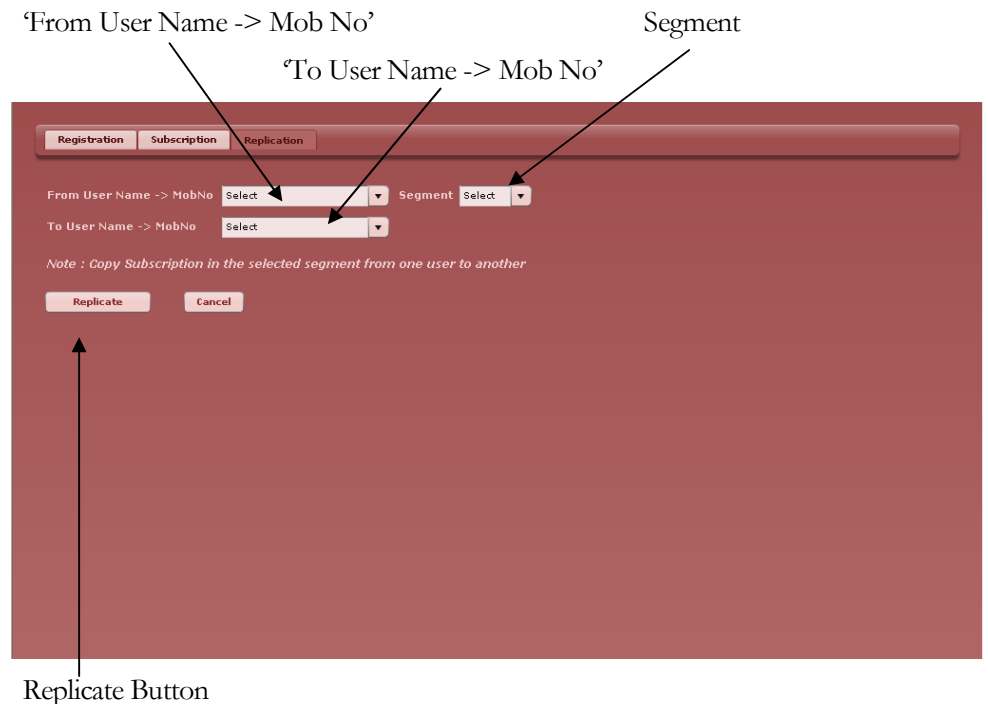 ‘From User Name -> Mob No’ Segment
‘To User Name -> Mob No’
Registration Subscription Replication
From User Name -> MobNo Select Segment Select
To User Name -> MobNo Select
Note : Copy Subscription in the selected segment from one user to another
Replicate Cancel
Replicate Button